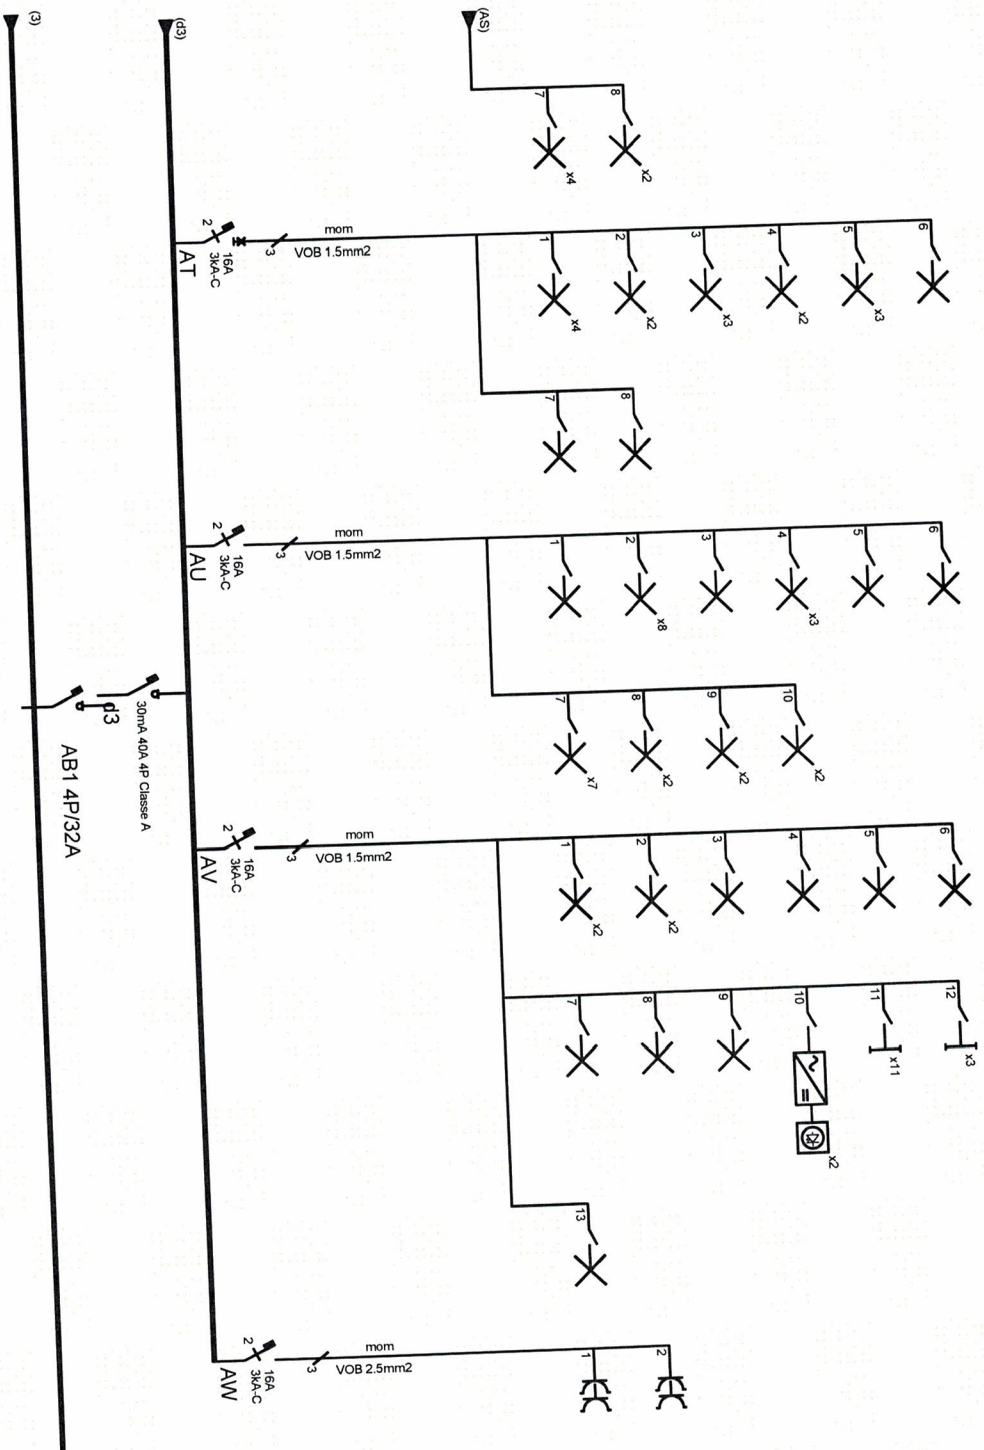 (3)
(d3)
(AS)
7
x4
8
x2
2
16A
3kA-C
AT
3
mom
VOB 1.5mm2
1
x4
2
x2
3
x3
4
x2
5
x3
6
7
8
2
16A
3kA-C
AU
3
mom
VOB 1.5mm2
1
2
x8
3
4
x3
5
6
7
x7
8
x2
9
x2
10
x2
d3
30mA 40A 4P Classe A
AB1 4P/32A
2
16A
3kA-C
AV
3
mom
VOB 1.5mm2
1
x2
2
x2
3
4
5
6
7
8
9
10
x2
11
x11
12
x3
13
2
16A
3kA-C
AW
3
mom
VOB 2.5mm2
1
2